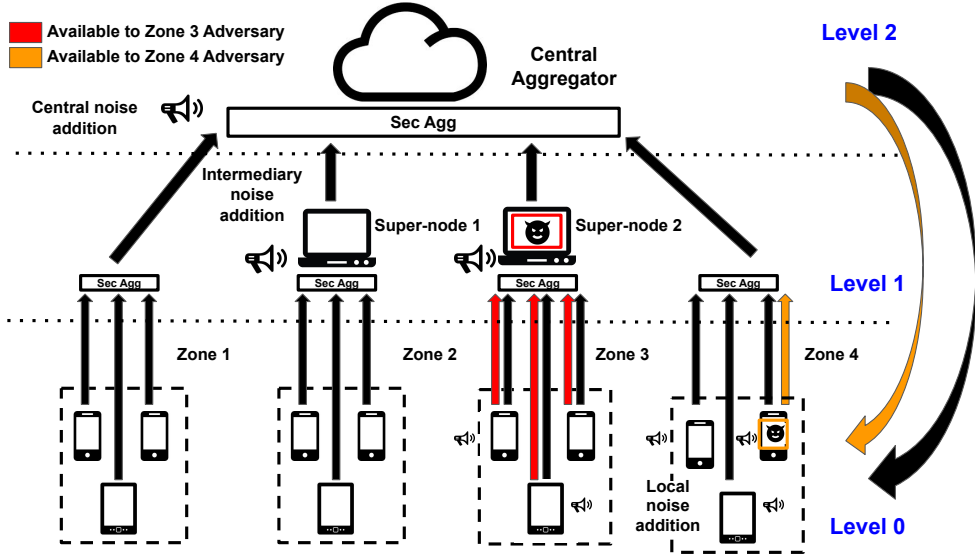 Available to Zone 3 Adversary
Available to Zone 4 Adversary
Level 2
Central
Aggregator
Central noise
addition
Sec Agg
Intermediary
noise
addition
Super-node 1
Super-node 2
Sec Agg
Sec Agg
Sec Agg
Sec Agg
Level 1
Zone 1
Zone 2
Zone 3
Zone 4
Local
noise
addition
Level 0